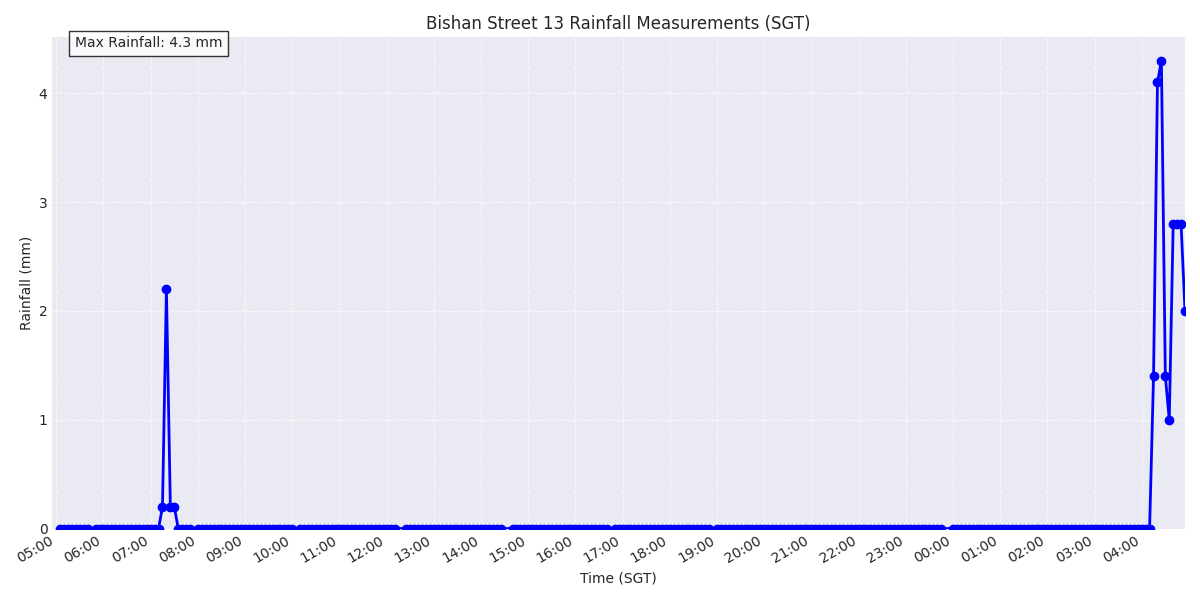 Bishan Street 13 Rainfall Measurements (SGT)
Max Rainfall: 4.3 mm
4
3
2
1
0
Rainfall (mm)
05:00 06:00 07:00 08:00 09:00 10:00 11:00 12:00 13:00 14:00 15:00 16:00 17:00 18:00 19:00 20:00 21:00 22:00 23:00 00:00 01:00 02:00 03:00 04:00
Time (SGT)